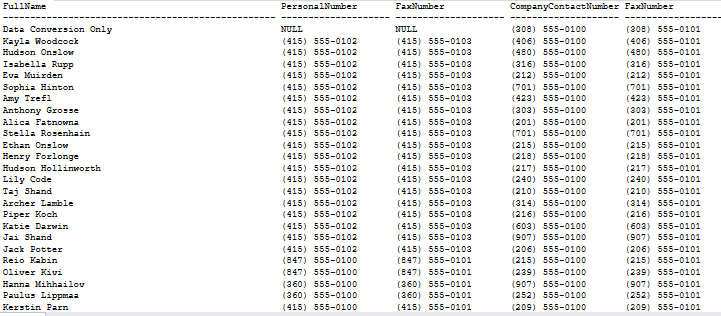 FullName PersonalNumber FaxNumber CompanyContactNumber FaxNumber
Data Conversion Only NULL NULL (308) 555-0100 (308) 555-0101
Kayla Woodcock (415) 555-0102 (415) 555-0103 (406) 555-0100 (406) 555-0101
Hudson Onslow (415) 555-0102 (415) 555-0103 (480) 555-0100 (480) 555-0101
Isabella Rupp (415) 555-0102 (415) 555-0103 (316) 555-0100 (316) 555-0101
Eva Muirden (415) 555-0102 (415) 555-0103 (212) 555-0100 (212) 555-0101
Sophia Hinton (415) 555-0102 (415) 555-0103 (701) 555-0100 (701) 555-0101
Amy Trefl (415) 555-0102 (415) 555-0103 (423) 555-0100 (423) 555-0101
Anthony Grosse (415) 555-0102 (415) 555-0103 (303) 555-0100 (303) 555-0101
Alica Fatnowna (415) 555-0102 (415) 555-0103 (201) 555-0100 (201) 555-0101
Stella Rosenhain (415) 555-0102 (415) 555-0103 (701) 555-0100 (701) 555-0101
Ethan Onslow (415) 555-0102 (415) 555-0103 (215) 555-0100 (215) 555-0101
Henry Forlonge (415) 555-0102 (415) 555-0103 (218) 555-0100 (218) 555-0101
Hudson Hollinworth (415) 555-0102 (415) 555-0103 (217) 555-0100 (217) 555-0101
Lily Code (415) 555-0102 (415) 555-0103 (240) 555-0100 (240) 555-0101
Taj Shand (415) 555-0102 (415) 555-0103 (210) 555-0100 (210) 555-0101
Archer Lamble (415) 555-0102 (415) 555-0103 (314) 555-0100 (314) 555-0101
Piper Koch (415) 555-0102 (415) 555-0103 (216) 555-0100 (216) 555-0101
Katie Darwin (415) 555-0102 (415) 555-0103 (603) 555-0100 (603) 555-0101
Jai Shand (415) 555-0102 (415) 555-0103 (907) 555-0100 (907) 555-0101
Jack Potter (415) 555-0102 (415) 555-0103 (206) 555-0100 (206) 555-0101
Reio Kabin (847) 555-0100 (847) 555-0101 (215) 555-0100 (215) 555-0101
Oliver Kivi (847) 555-0100 (847) 555-0101 (239) 555-0100 (239) 555-0101
Hanna Mihhailov (360) 555-0100 (360) 555-0101 (907) 555-0100 (907) 555-0101
Paulus Lippmaa (360) 555-0100 (360) 555-0101 (252) 555-0100 (252) 555-0101
Kerstin Parn (415) 555-0100 (415) 555-0101 (209) 555-0100 (209) 555-0101